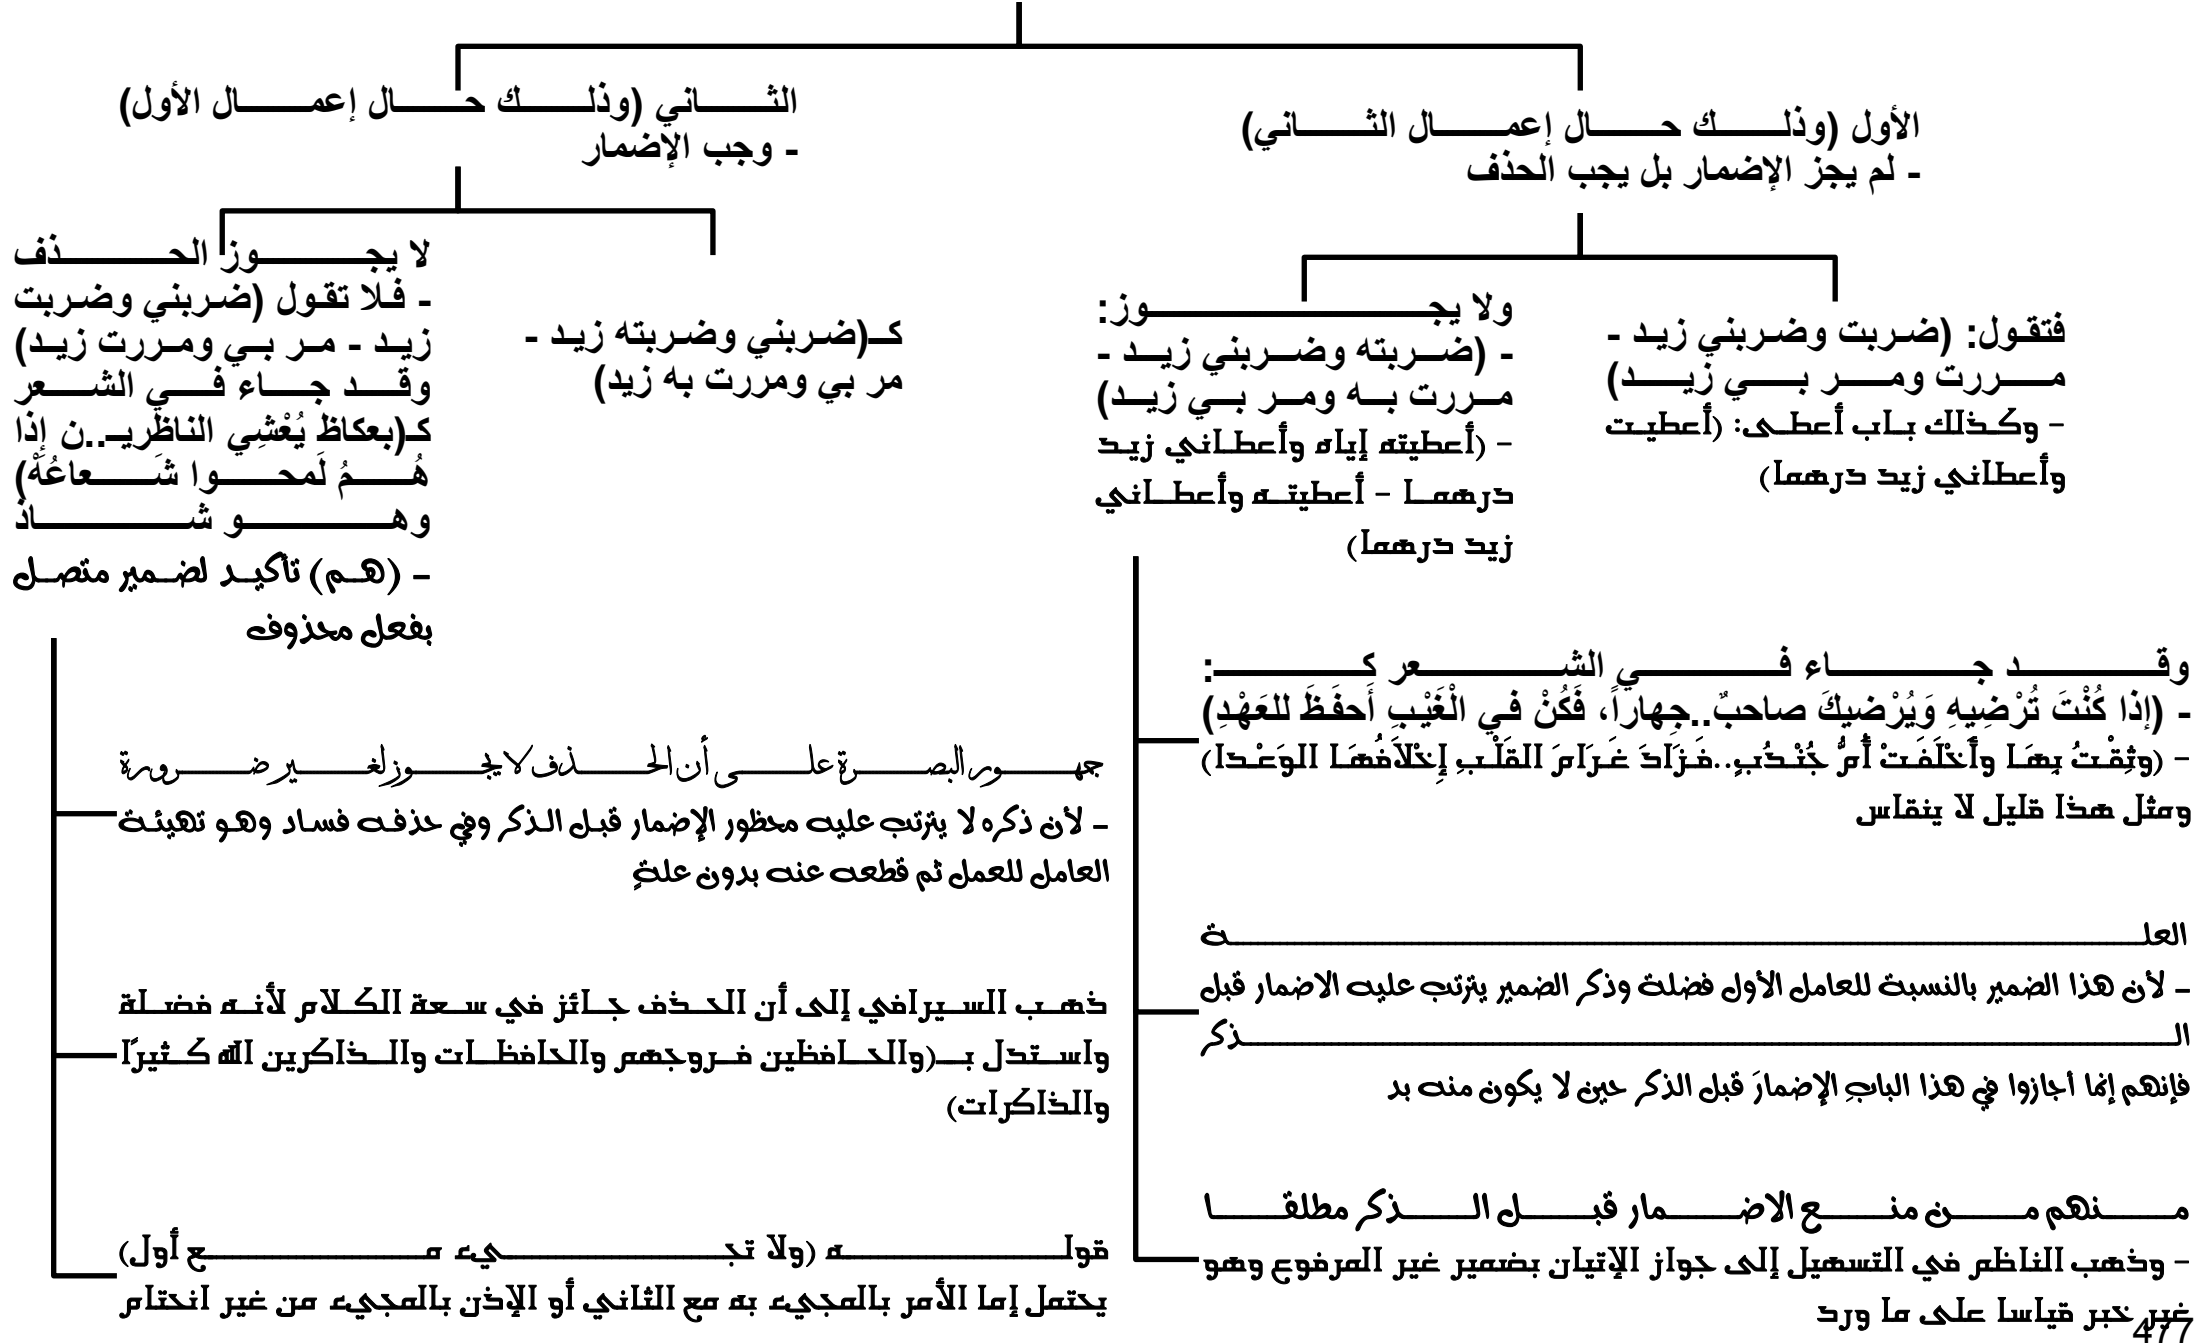 الأول (وذلك حال إعمال الثاني)
- لم يجز الإضمار بل يجب الحذف
فتقول: (ضربت وضربني زيد -
مررت ومر بي زيد)
- وكذلك باب أعطى: (أعطيت
وأعطاني زيد درهما)
ولا يجوز:
- (ضربته وضربني زيد -
مررت به ومر بي زيد)
- (أعطيته إياه وأعطاني زيد
درهما - أعطيته وأعطاني
زيد درهما)
وقد جاء في الشعر كـ:
- (إذا كُنْتَ تُرْضِيهِ وَيُرْضيكَ صاحبٌ..جِهاراً، فَكُنْ في الْغَيْبِ أَحفَظَ للعَهْدِ)
- (وثِقْتُ بِهَا وأَخْلَفَتْ أُمُّ جُنْدُبٍ..فَزَادَ غَرَامَ القَلْبِ إِخْلاَفُهَا الوَعْدَا)
ومثل هذا قليل لا ينقاس
العلة
- لأن هذا الضمير بالنسبة للعامل الأول فضلة وذكر الضمير يترتب عليه الاضمار قبل
الذكر
فإنهم إنما أجازوا في هذا البابِ الإضمارَ قبل الذكر حين لا يكون منه بد
منهم من منع الاضمار قبل الذكر مطلقا
- وذهب الناظم في التسهيل إلى جواز الإتيان بضمير غير المرفوع وهو
غير خبر قياسا على ما ورد
الثاني (وذلك حال إعمال الأول)
- وجب الإضمار
كـ(ضربني وضربته زيد -
مر بي ومررت به زيد)
لا يجوز الحذف
- فلا تقول (ضربني وضربت
زيد - مر بي ومررت زيد)
وقد جاء في الشعر
كـ(بعكاظَ يُعْشِي الناظريـ..ن إذا
هُمُ لَمحوا شَعاعُهْ)
وهو شاذ
- (هم) تأكيد لضمير متصل
بفعل محذوف
جمهور البصرة على أن الحذف لا يجوز لغير ضرورة
- لأن ذكره لا يترتب عليه محظور الإضمار قبل الذكر وفي حذفه فساد وهو تهيئة
العامل للعمل ثم قطعه عنه بدون علةٍ
ذهب السيرافي إلى أن الحذف جائز في سعة الكلام لأنه فضلة
واستدل بـ(والحافظين فروجهم والحافظات والذاكرين الله كثيرًا
والذاكرات)
قوله (ولا تجيء مع أول)
يحتمل إما الأمر بالمجيء به مع الثاني أو الإذن بالمجيء من غير انحتام
477